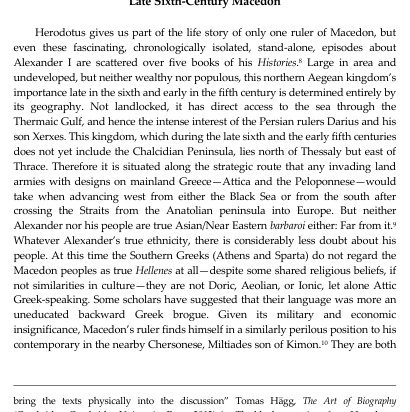 Late Sixth-Century Macedon
Herodotus gives us part of the life story of only one ruler of Macedon, but
even these fascinating, chronologically isolated, stand-alone, episodes about
Alexander I are scattered over five books of his Histories.⁸ Large in area and
undeveloped, but neither wealthy nor populous, this northern Aegean kingdom's
importance late in the sixth and early in the fifth century is determined entirely by
its geography. Not landlocked, it has direct access to the sea through the
Thermaic Gulf, and hence the intense interest of the Persian rulers Darius and his
son Xerxes. This kingdom, which during the late sixth and the early fifth centuries
does not yet include the Chalcidian Peninsula, lies north of Thessaly but east of
Thrace. Therefore it is situated along the strategic route that any invading land
armies with designs on mainland Greece—Attica and the Peloponnese—would
take when advancing west from either the Black Sea or from the south after
crossing the Straits from the Anatolian peninsula into Europe. But neither
Alexander nor his people are true Asian/Near Eastern barbaroi either: Far from it.⁹
Whatever Alexander's true ethnicity, there is considerably less doubt about his
people. At this time the Southern Greeks (Athens and Sparta) do not regard the
Macedon peoples as true Hellenes at all—despite some shared religious beliefs, if
not similarities in culture—they are not Doric, Aeolian, or Ionic, let alone Attic
Greek-speaking. Some scholars have suggested that their language was more an
uneducated backward Greek brogue. Given its military and economic
insignificance, Macedon's ruler finds himself in a similarly perilous position to his
contemporary in the nearby Chersonese, Miltiades son of Kimon.¹⁰ They are both
bring the texts physically into the discussion" Tomas Hägg, The Art of Biography